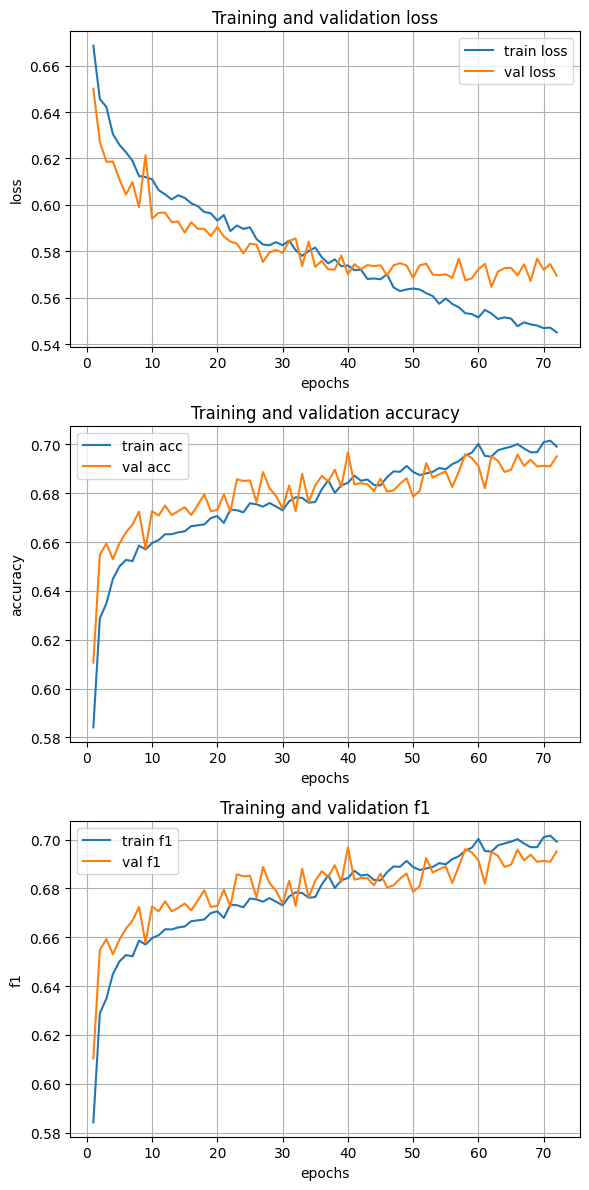 Training and validation loss
train loss
val loss
0.66
0.64
0.62
0.60
0.58
0.56
0.54
loss
0 10 20 30 40 50 60 70
epochs
Training and validation accuracy
train acc
val acc
0.70
0.68
0.66
0.64
0.62
0.60
0.58
accuracy
0 10 20 30 40 50 60 70
epochs
Training and validation f1
train f1
val f1
0.70
0.68
0.66
0.64
0.62
0.60
0.58
f1
0 10 20 30 40 50 60 70
epochs